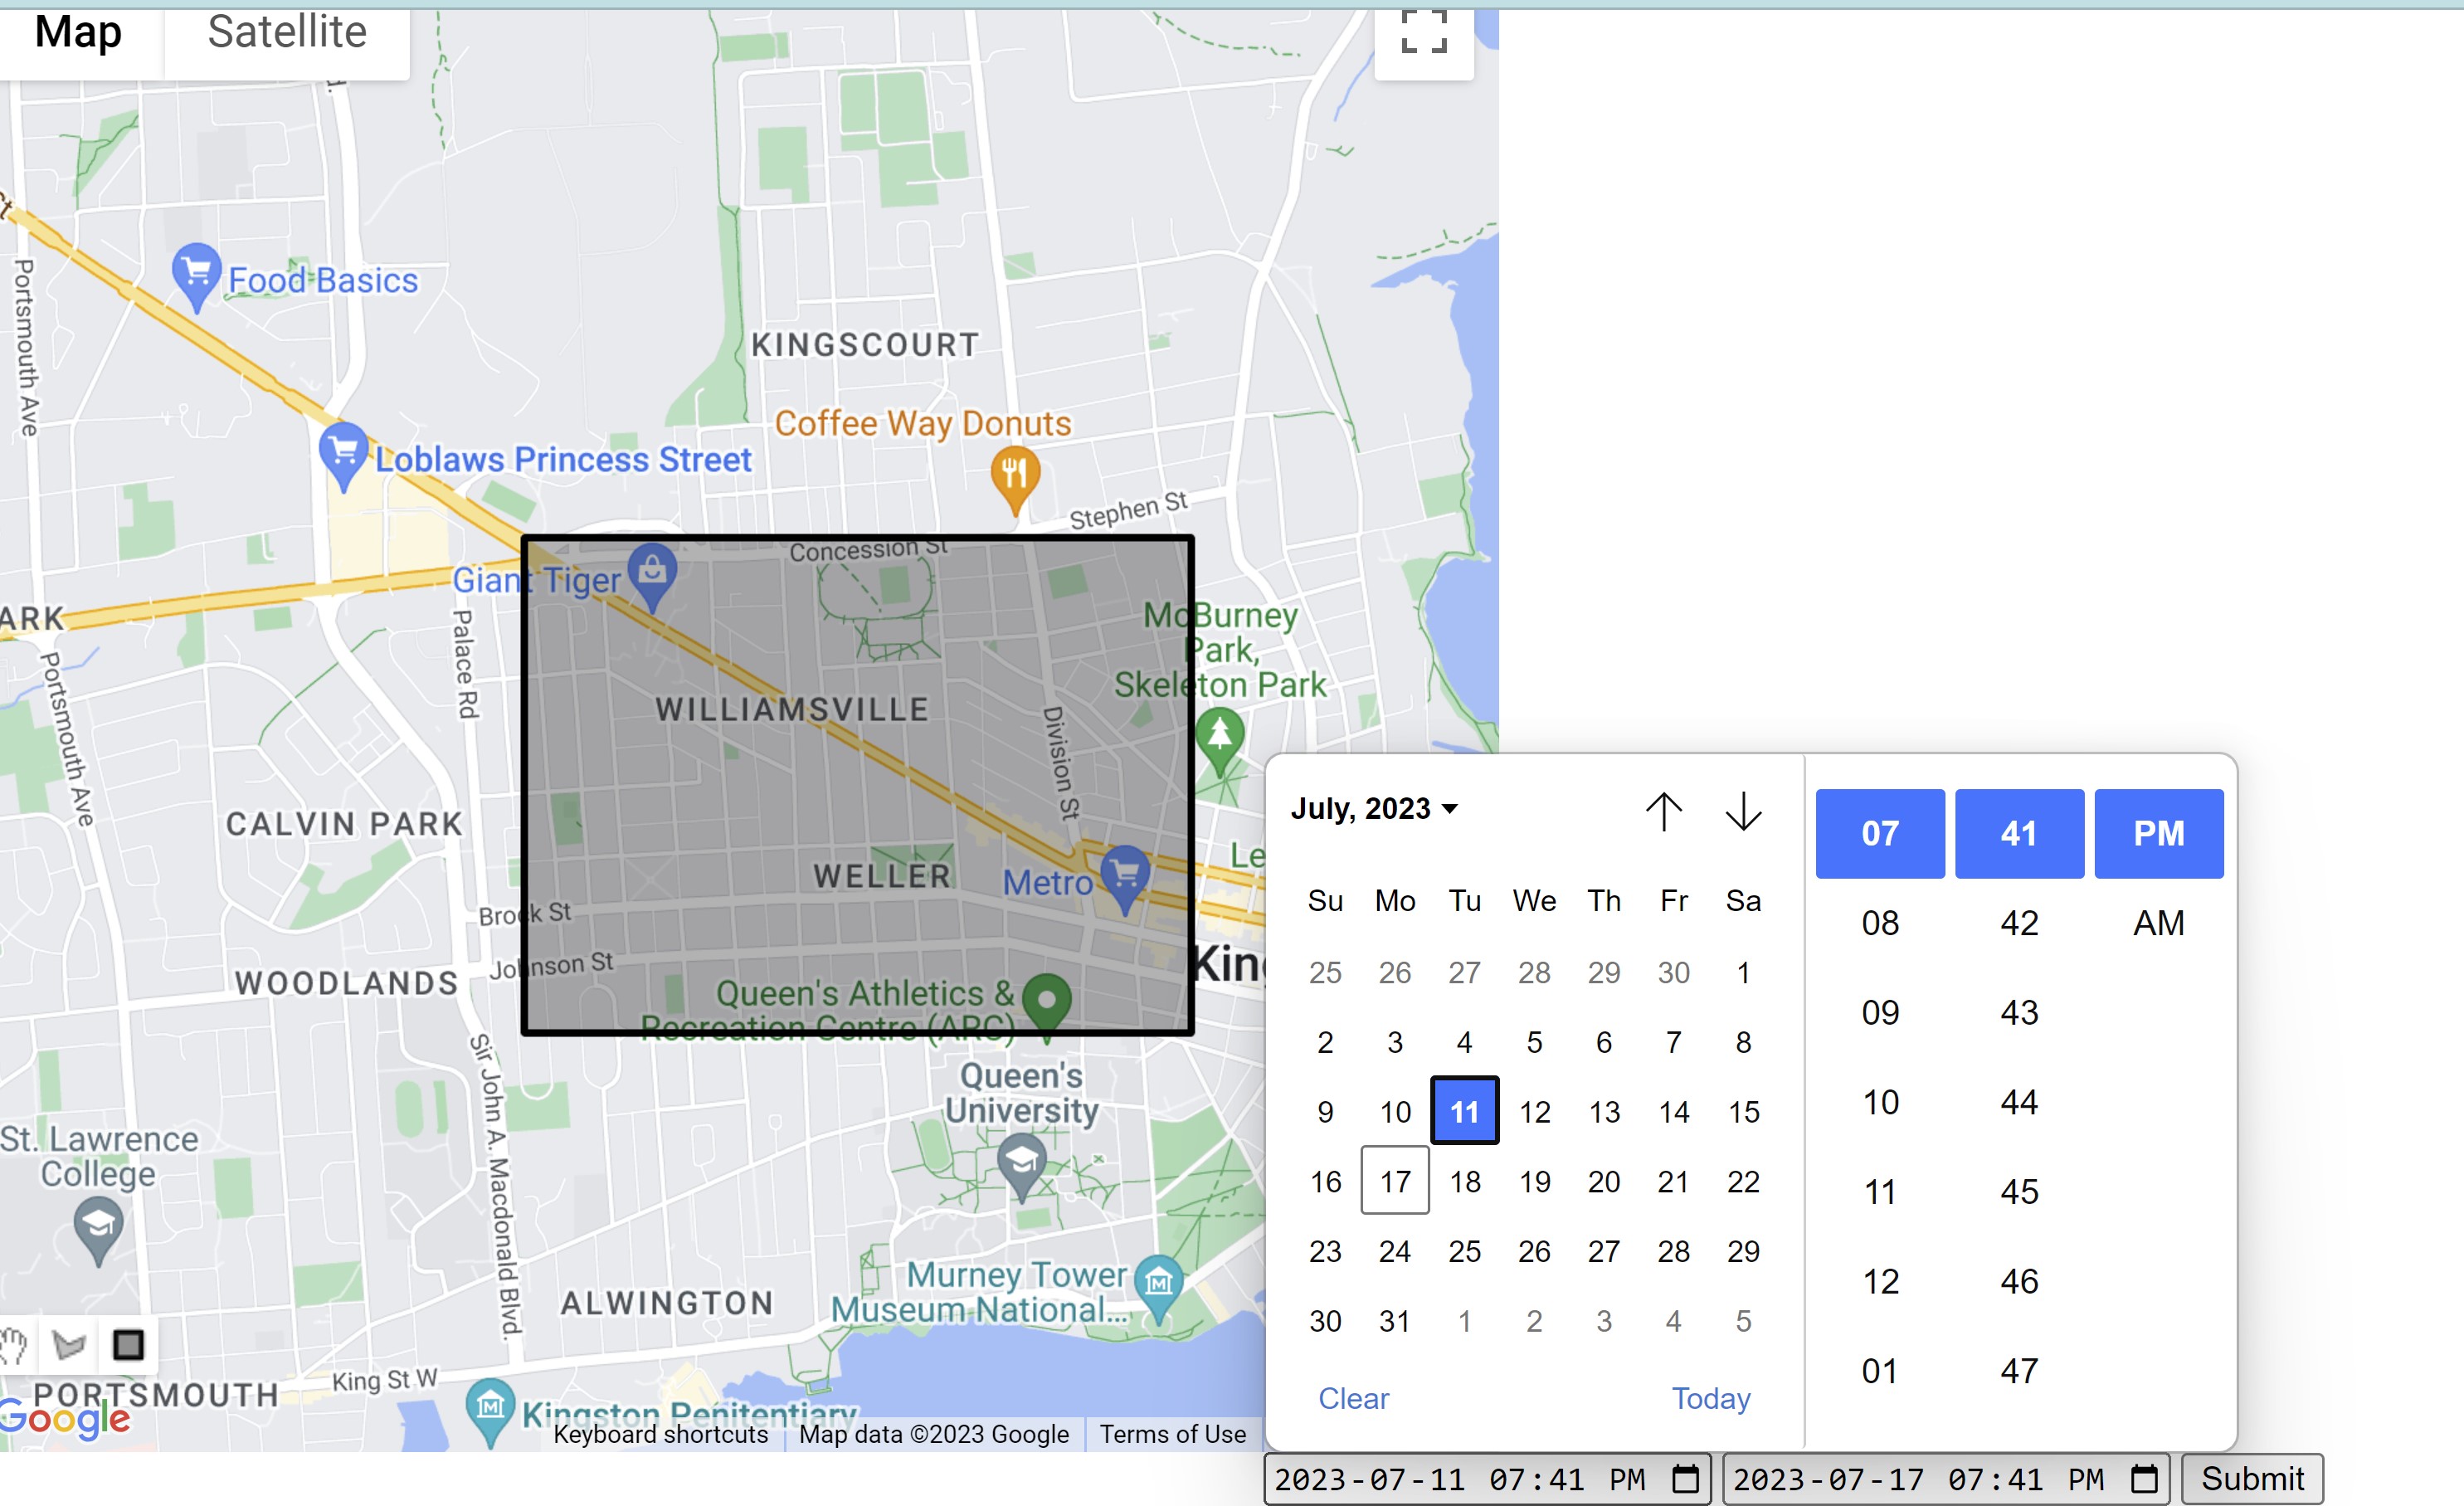 Map
Satellite
Portsmouth Ave
Food Basics
KINGSCOURT
Coffee Way Donuts
Loblaws Princess Street
Stephen St
Concession St
Giant Tiger
ARK
McBurney
Park,
Skeleton Park
Palace Rd
Portsmouth Ave
WILLIAMSVILLE
Division St
CALVIN PARK
WELLER
Metro
Le
Brock St
Johnson St
King
WOODLANDS
Queen's Athletics &
Recreation Centre (ARC)
Sir John A. Macdonald Blvd.
Queen's
University
St. Lawrence
College
Murney Tower
Museum National...
ALWINGTON
King St W
PORTSMOUTH
Google
Kingston Penitentiary
Keyboard shortcuts
Map data ©2023 Google
Terms of Use
July, 2023
Su Mo Tu We Th Fr Sa
25 26 27 28 29 30 1
2 3 4 5 6 7 8
9 10 11 12 13 14 15
16 17 18 19 20 21 22
23 24 25 26 27 28 29
30 31 1 2 3 4 5
Clear
Today
07 41 PM
08 42 AM
09 43
10 44
11 45
12 46
01 47
2023-07-11 07:41 PM
2023-07-17 07:41 PM
Submit